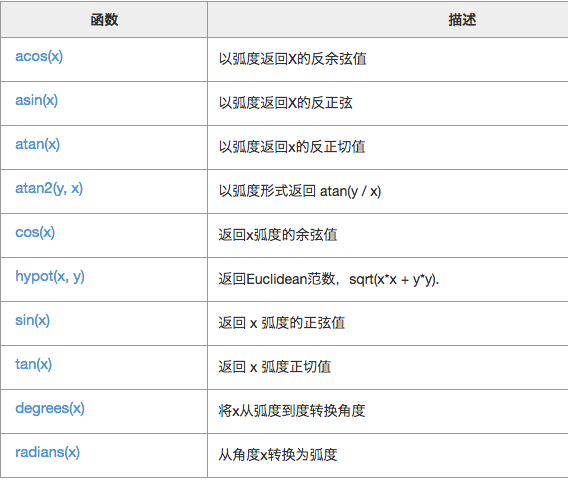 函数 描述
acos(x) 以弧度返回X的反余弦值
asin(x) 以弧度返回X的反正弦
atan(x) 以弧度返回x的反正切值
atan2(y, x) 以弧度形式返回 atan(y / x)
cos(x) 返回x弧度的余弦值
hypot(x, y) 返回Euclidean范数，sqrt(x*x + y*y).
sin(x) 返回 x 弧度的正弦值
tan(x) 返回 x 弧度正切值
degrees(x) 将x从弧度到度转换角度
radians(x) 从角度x转换为弧度